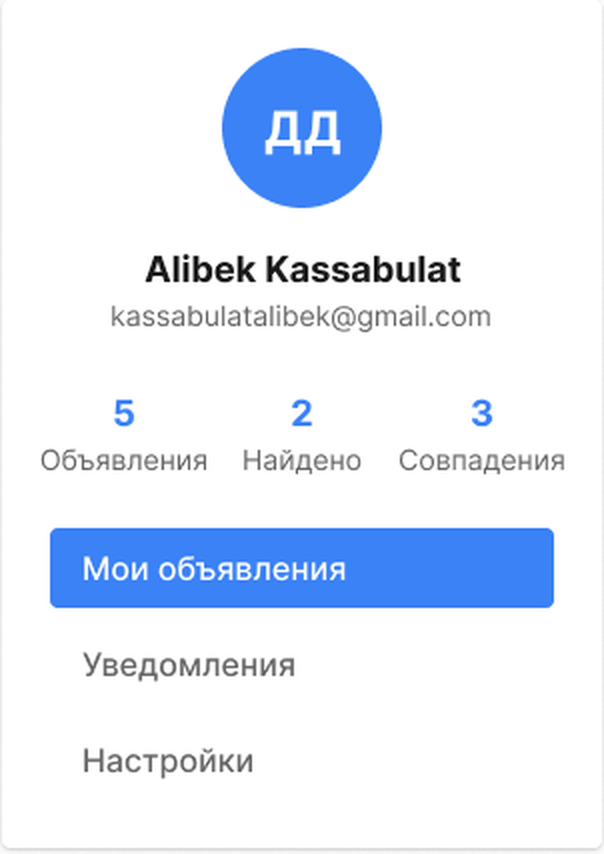 ДД
Alibek Kassabulat
kassabulatalibek@gmail.com
5 2 3
Объявления Найдено Совпадения
Мои объявления
Уведомления
Настройки